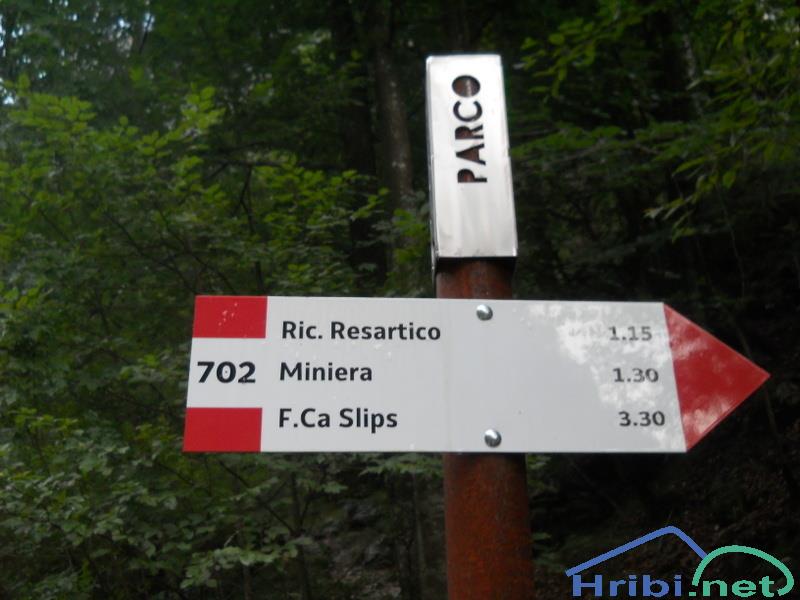 PARCO
702
Ric. Resartico 1.15
Miniera 1.30
F.Ca Slips 3.30
Hribi.net